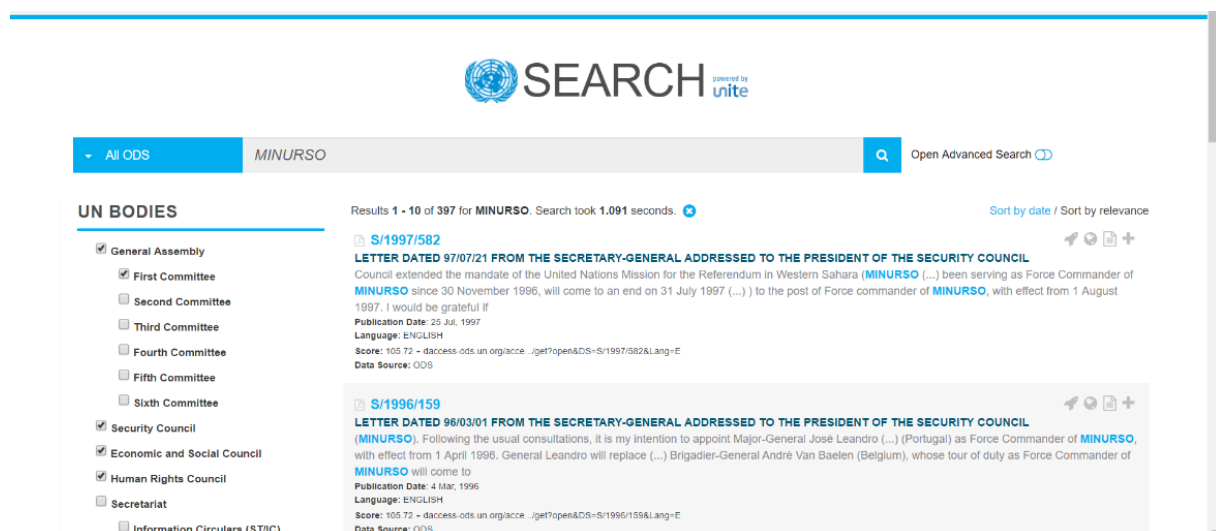 SEARCH powered by unite
All ODS MINURSO Open Advanced Search
UN BODIES
General Assembly
First Committee
Second Committee
Third Committee
Fourth Committee
Fifth Committee
Sixth Committee
Security Council
Economic and Social Council
Human Rights Council
Secretariat
Information Circulars (ST/IC)
Results 1 - 10 of 397 for MINURSO. Search took 1.091 seconds. Sort by date / Sort by relevance
S/1997/582
LETTER DATED 97/07/21 FROM THE SECRETARY-GENERAL ADDRESSED TO THE PRESIDENT OF THE SECURITY COUNCIL
Council extended the mandate of the United Nations Mission for the Referendum in Western Sahara (MINURSO (...) been serving as Force Commander of
MINURSO since 30 November 1996, will come to an end on 31 July 1997 (...) ) to the post of Force commander of MINURSO, with effect from 1 August
1997. I would be grateful if
Publication Date: 25 Jul, 1997
Language: ENGLISH
Score: 105.72 - daccess-ods.un.org/acce.../get?open&DS=S/1997/582&Lang=E
Data Source: ODS
S/1996/159
LETTER DATED 96/03/01 FROM THE SECRETARY-GENERAL ADDRESSED TO THE PRESIDENT OF THE SECURITY COUNCIL
(MINURSO). Following the usual consultations, it is my intention to appoint Major-General José Leandro (...) (Portugal) as Force Commander of MINURSO,
with effect from 1 April 1996. General Leandro will replace (...) Brigadier-General André Van Baelen (Belgium), whose tour of duty as Force Commander of
MINURSO will come to
Publication Date: 4 Mar, 1996
Language: ENGLISH
Score: 105.72 - daccess-ods.un.org/acce.../get?open&DS=S/1996/159&Lang=E
Data Source: ODS